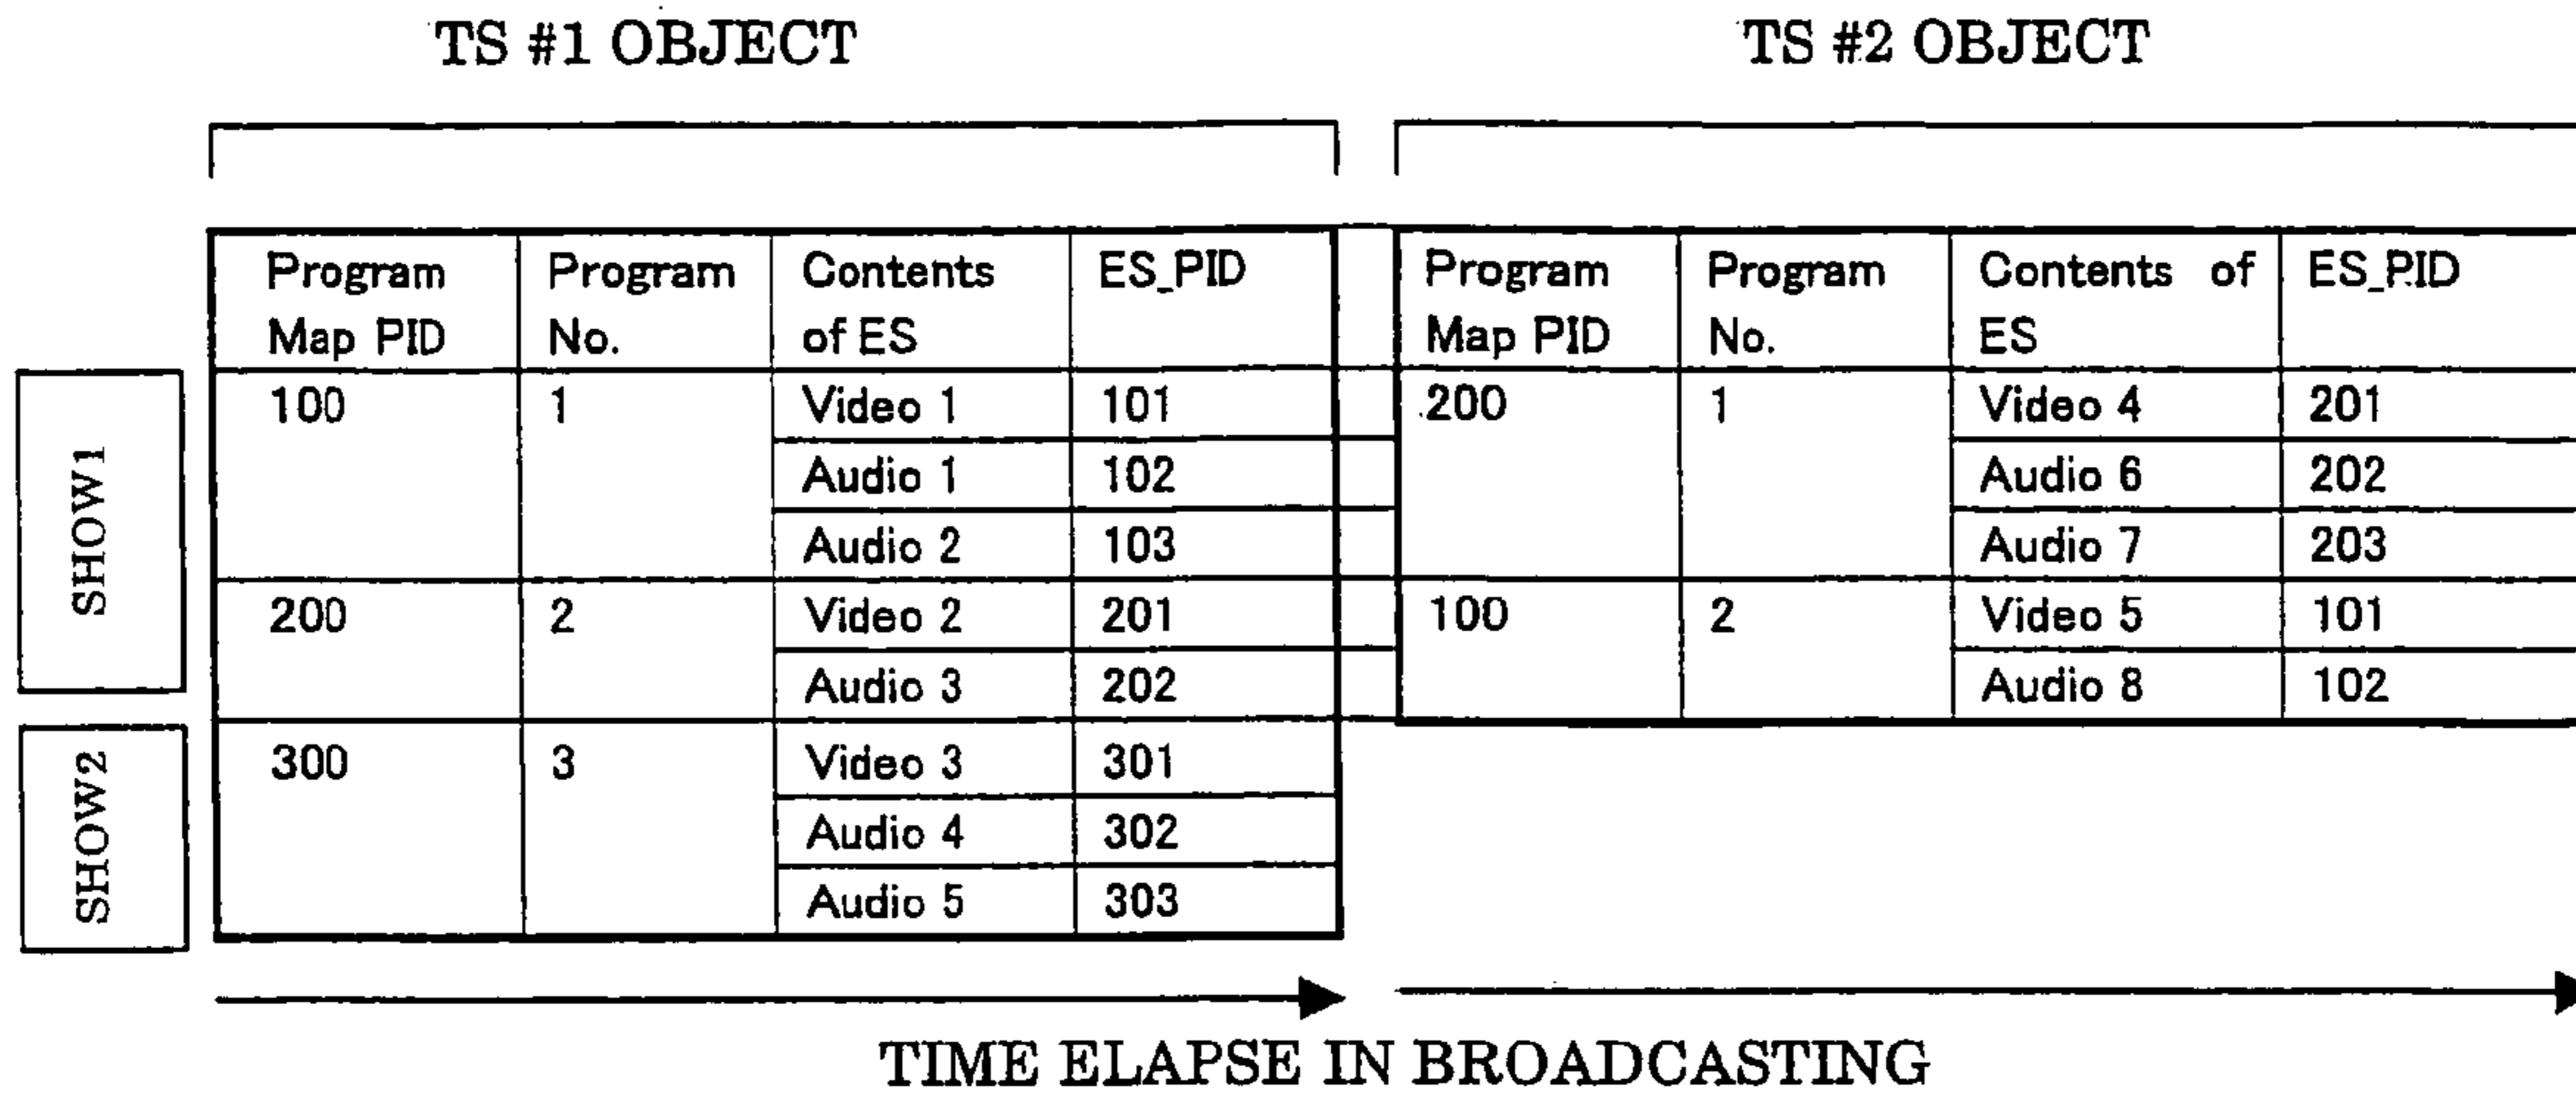 TS #1 OBJECT
TS #2 OBJECT
Program Map PID | Program No. | Contents of ES | ES_PID | Program Map PID | Program No. | Contents of ES | ES_PID
SHOW1
100 | 1 | Video 1 | 101 | 200 | 1 | Video 4 | 201
Audio 1 | 102 | Audio 6 | 202
Audio 2 | 103 | Audio 7 | 203
200 | 2 | Video 2 | 201 | 100 | 2 | Video 5 | 101
Audio 3 | 202 | Audio 8 | 102
SHOW2
300 | 3 | Video 3 | 301
Audio 4 | 302
Audio 5 | 303
TIME ELAPSE IN BROADCASTING